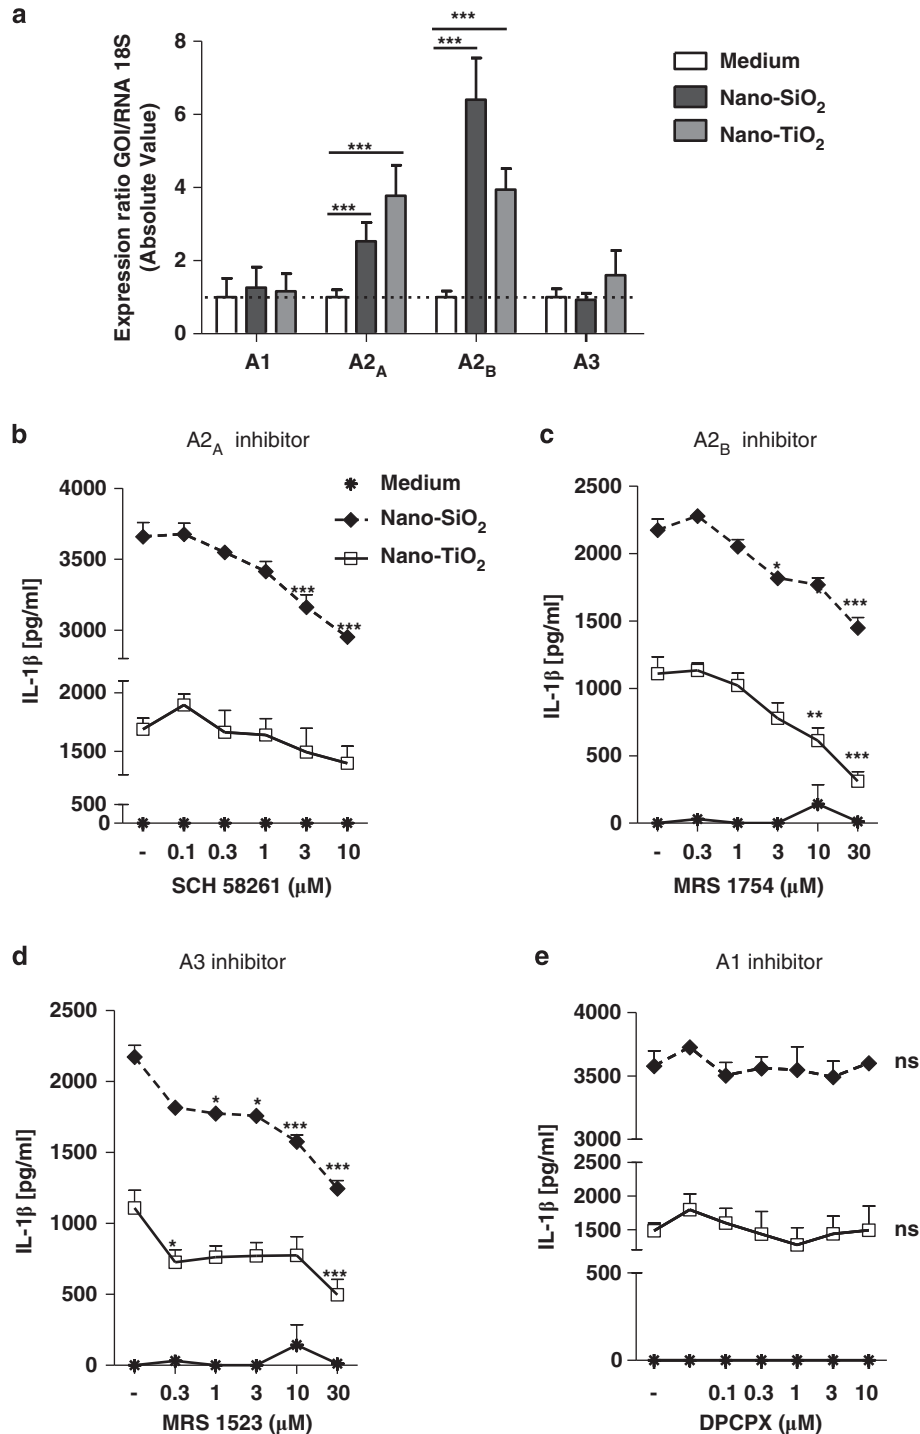 a
Expression ratio GOI/RNA 18S
(Absolute Value)
8
6
4
2
0
***
***
***
***
A1
A2A
A2B
A3
Medium
Nano-SiO2
Nano-TiO2
b
A2A inhibitor
IL-1β [pg/ml]
4000
3500
3000
2000
1500
500
0
Medium
Nano-SiO2
Nano-TiO2
***
***
- 0.1 0.3 1 3 10
SCH 58261 (μM)
c
A2B inhibitor
IL-1β [pg/ml]
2500
2000
1500
1000
500
0
*
***
**
***
- 0.3 1 3 10 30
MRS 1754 (μM)
d
A3 inhibitor
IL-1β [pg/ml]
2500
2000
1500
1000
500
0
*
*
***
***
*
***
- 0.3 1 3 10 30
MRS 1523 (μM)
e
A1 inhibitor
IL-1β [pg/ml]
4000
3500
3000
2500
2000
1500
500
0
ns
ns
- 0.1 0.3 1 3 10
DPCPX (μM)